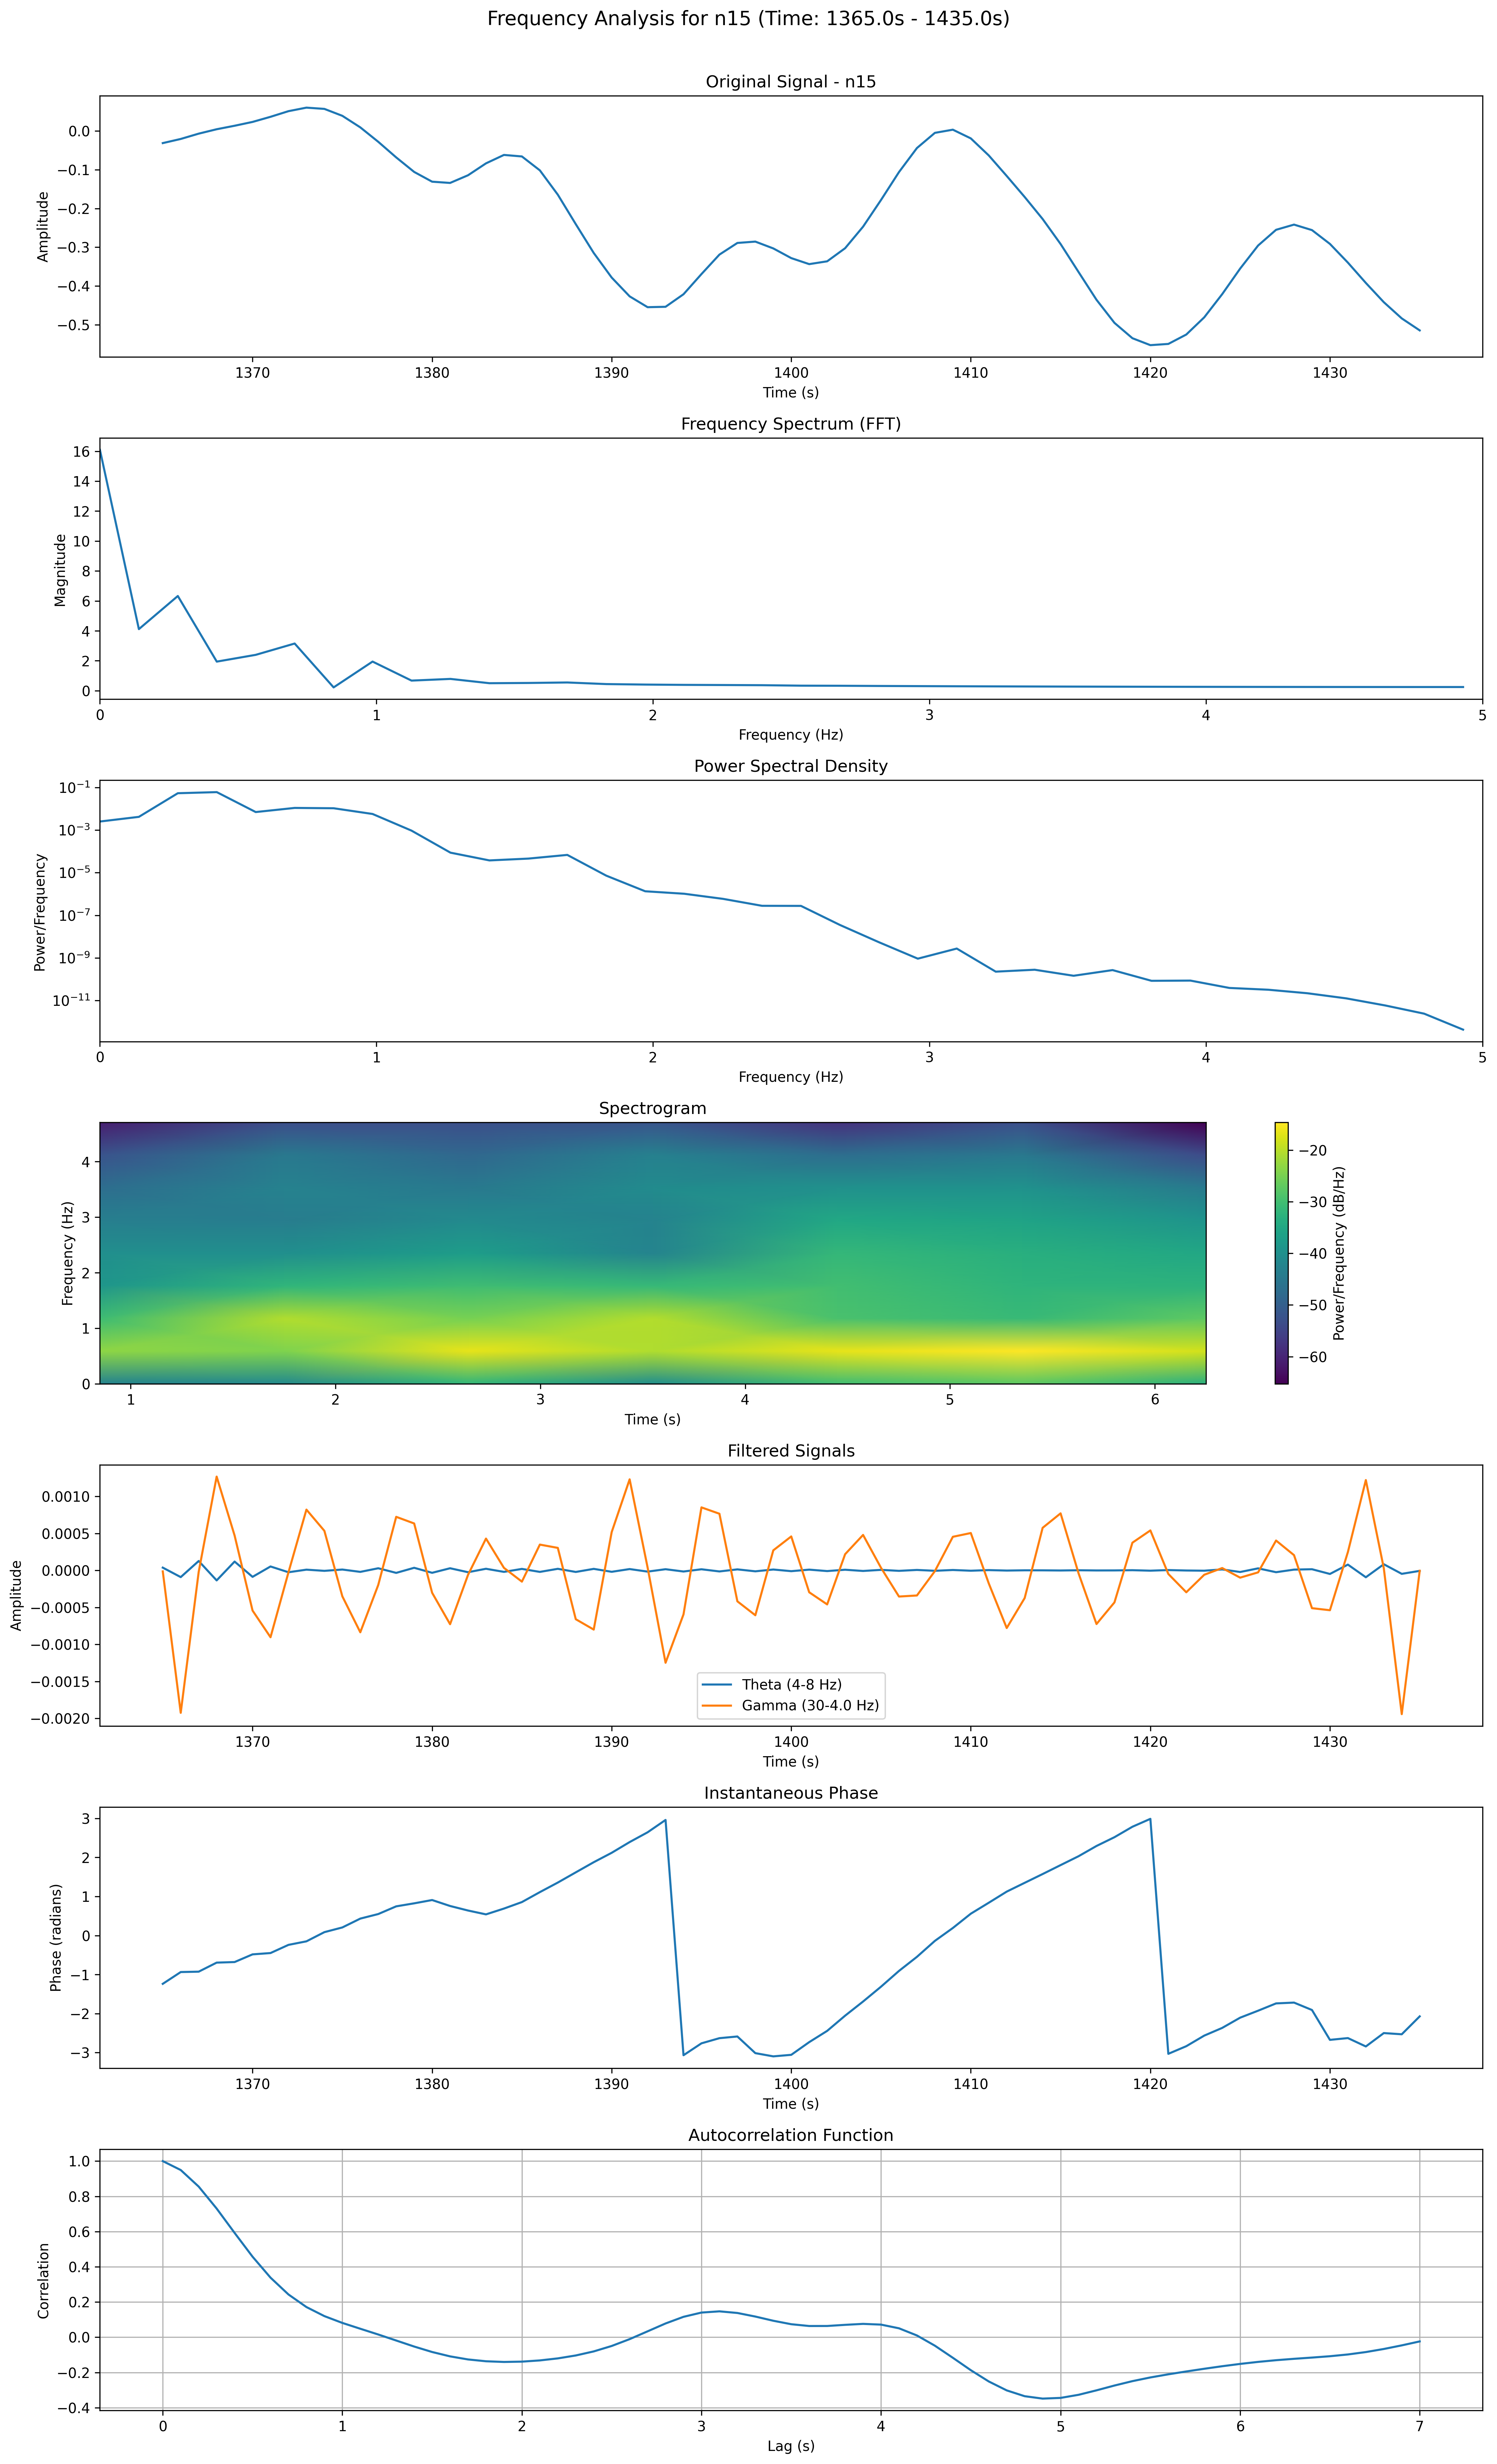 Frequency Analysis for n15 (Time: 1365.0s - 1435.0s)
Original Signal - n15
Amplitude
0.0
−0.1
−0.2
−0.3
−0.4
−0.5
1370 1380 1390 1400 1410 1420 1430
Time (s)
Frequency Spectrum (FFT)
Magnitude
16
14
12
10
8
6
4
2
0
0 1 2 3 4 5
Frequency (Hz)
Power Spectral Density
Power/Frequency
10⁻¹
10⁻³
10⁻⁵
10⁻⁷
10⁻⁹
10⁻¹¹
0 1 2 3 4 5
Frequency (Hz)
Spectrogram
Frequency (Hz)
4
3
2
1
0
1 2 3 4 5 6
Time (s)
−20
−30
−40
−50
−60
Power/Frequency (dB/Hz)
Filtered Signals
Amplitude
0.0010
0.0005
0.0000
−0.0005
−0.0010
−0.0015
−0.0020
Theta (4-8 Hz)
Gamma (30-4.0 Hz)
1370 1380 1390 1400 1410 1420 1430
Time (s)
Instantaneous Phase
Phase (radians)
3
2
1
0
−1
−2
−3
1370 1380 1390 1400 1410 1420 1430
Time (s)
Autocorrelation Function
Correlation
1.0
0.8
0.6
0.4
0.2
0.0
−0.2
−0.4
0 1 2 3 4 5 6 7
Lag (s)